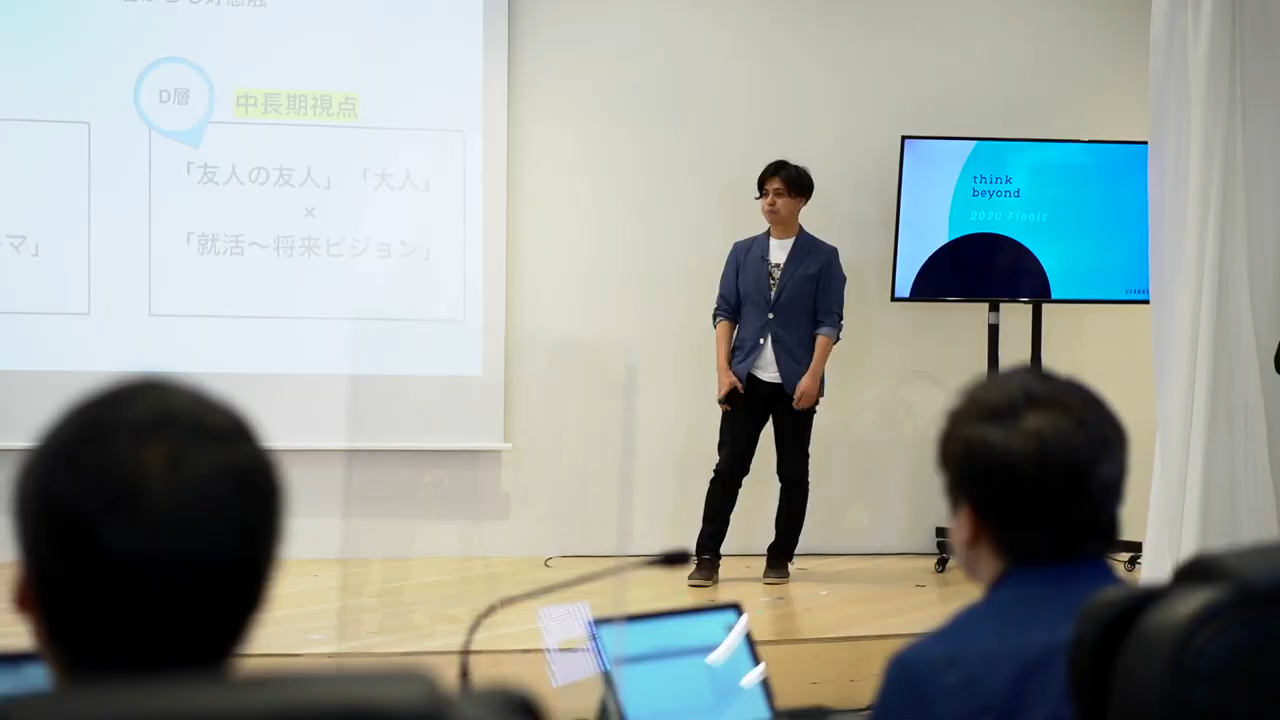 D層
中長期視点
「友人の友人」「大人」
×
「就活～将来ビジョン」
マ」
think
beyond
2020 Finals